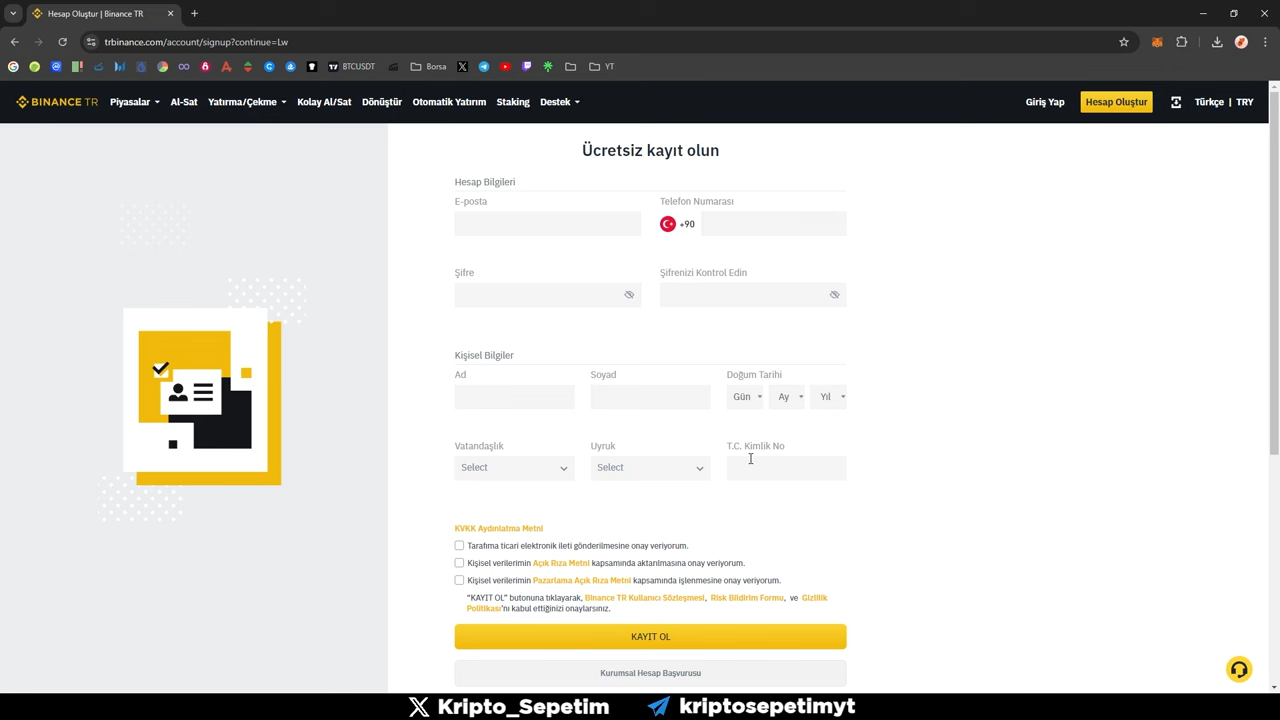 Hesap Oluştur | Binance TR
trbinance.com/account/signup?continue=Lw
BTCUSDT
Borsa
YT
BINANCE TR Piyasalar Al-Sat Yatırma/Çekme Kolay Al/Sat Dönüştür Otomatik Yatırım Staking Destek Giriş Yap Hesap Oluştur Türkçe | TRY
Ücretsiz kayıt olun
Hesap Bilgileri
E-posta Telefon Numarası
+90
Şifre Şifrenizi Kontrol Edin
Kişisel Bilgiler
Ad Soyad Doğum Tarihi
Gün Ay Yıl
Vatandaşlık Uyruk T.C. Kimlik No
Select Select
KVKK Aydınlatma Metni
Tarafıma ticari elektronik ileti gönderilmesine onay veriyorum.
Kişisel verilerimin Açık Rıza Metni kapsamında aktarılmasına onay veriyorum.
Kişisel verilerimin Pazarlama Açık Rıza Metni kapsamında işlenmesine onay veriyorum.
"KAYIT OL" butonuna tıklayarak, Binance TR Kullanıcı Sözleşmesi, Risk Bildirim Formu, ve Gizlilik
Politikası'nı kabul ettiğinizi onaylarsınız.
KAYIT OL
Kurumsal Hesap Başvurusu
Kripto_Sepetim kriptosepetimyt